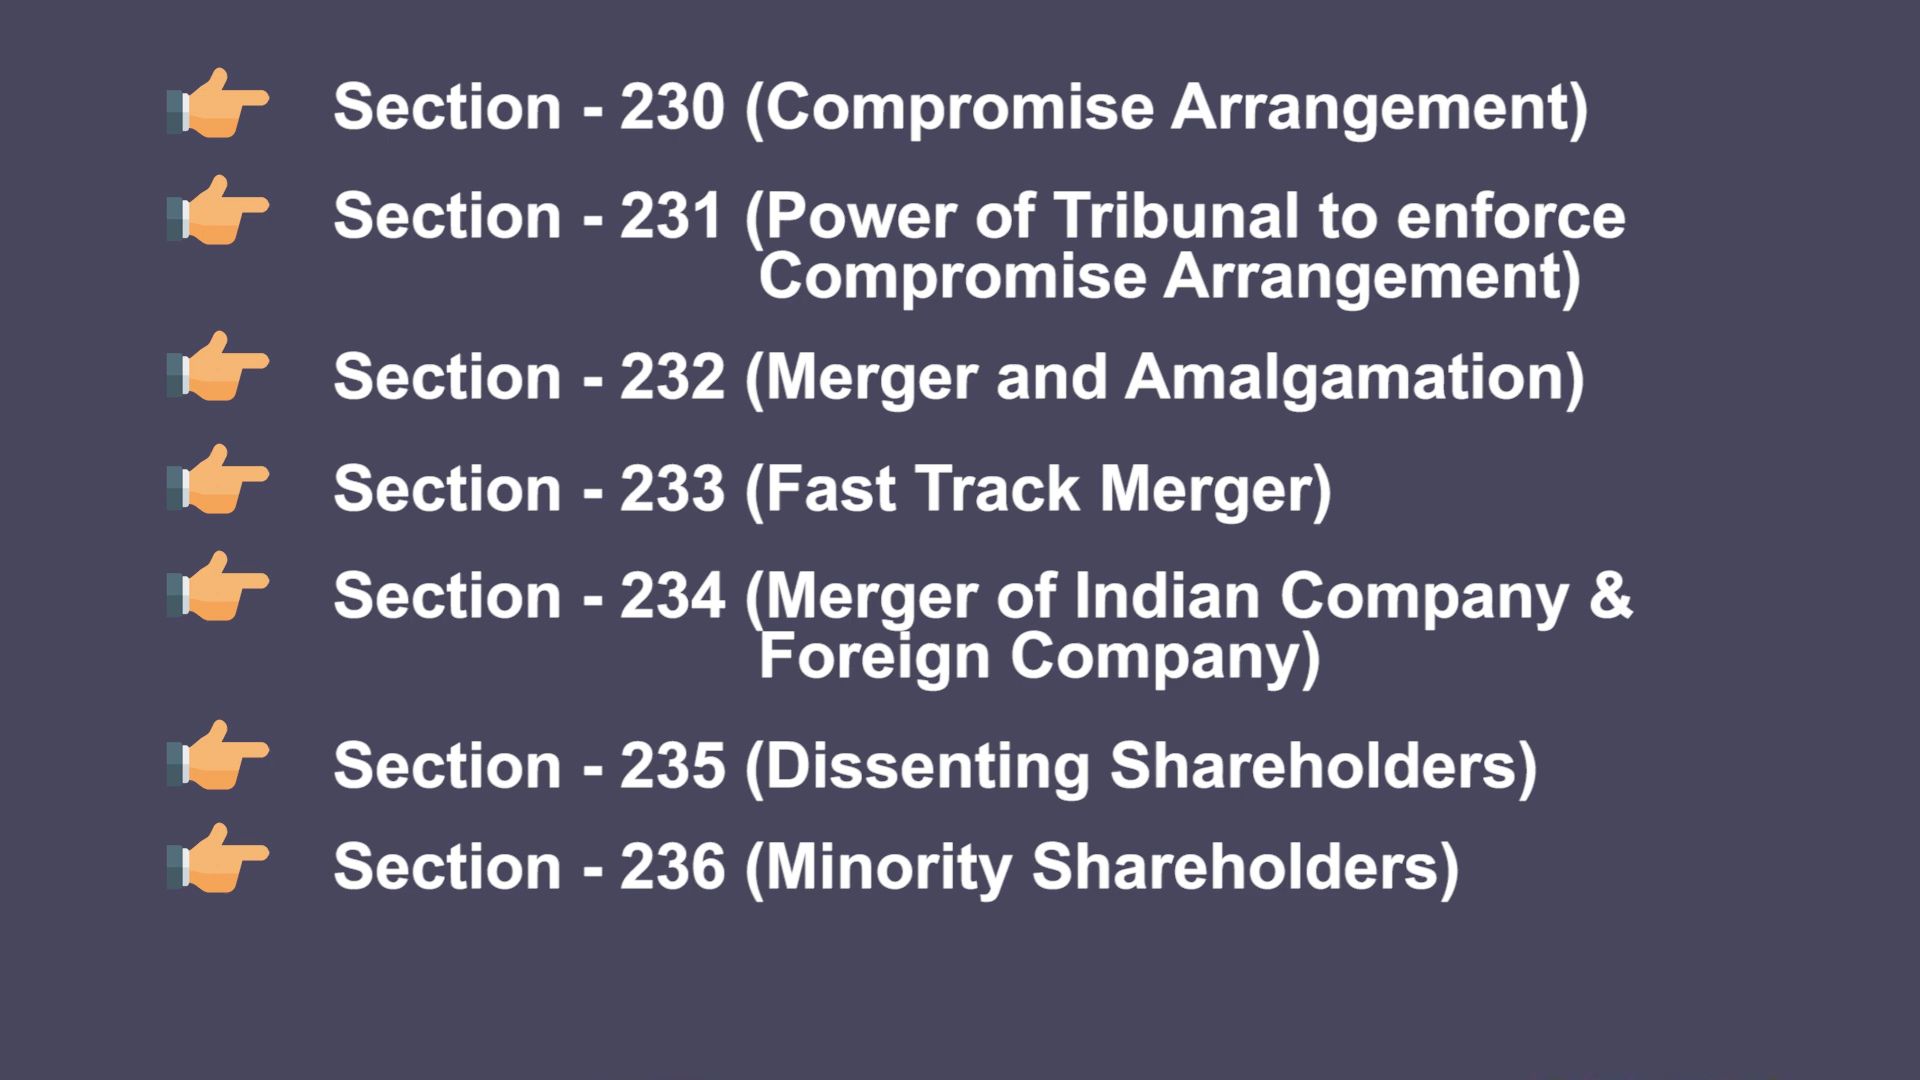 Section - 230 (Compromise Arrangement)
Section - 231 (Power of Tribunal to enforce
Compromise Arrangement)
Section - 232 (Merger and Amalgamation)
Section - 233 (Fast Track Merger)
Section - 234 (Merger of Indian Company &
Foreign Company)
Section - 235 (Dissenting Shareholders)
Section - 236 (Minority Shareholders)